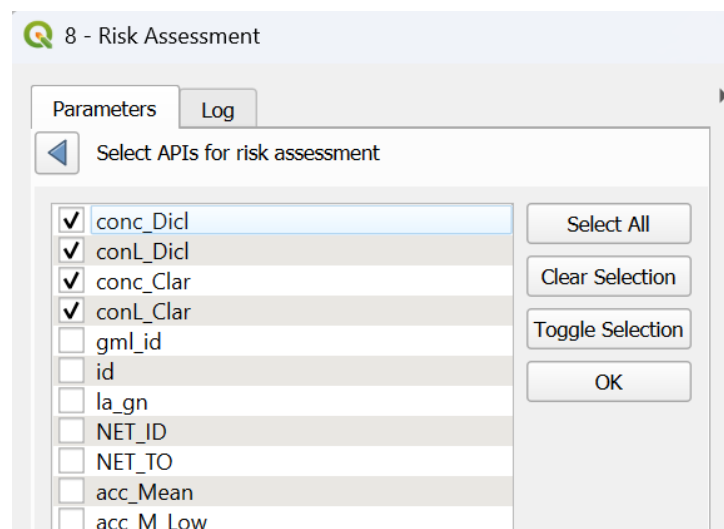 8 - Risk Assessment
Parameters
Log
Select APIs for risk assessment
conc_Dicl
conL_Dicl
conc_Clar
conL_Clar
gml_id
id
la_gn
NET_ID
NET_TO
acc_Mean
acc_M_Low
Select All
Clear Selection
Toggle Selection
OK